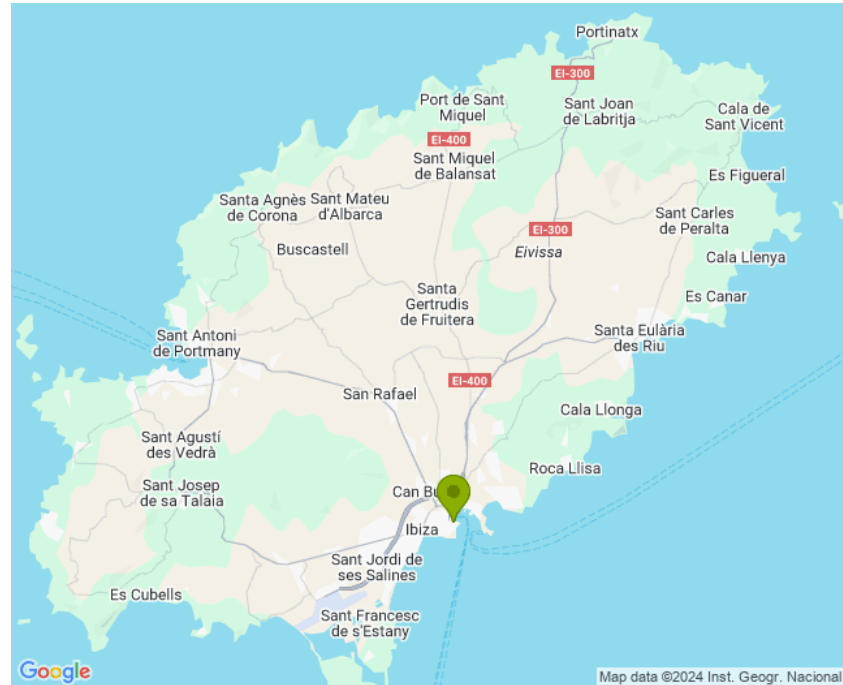 Portinatx
EI-300
Port de Sant
Miquel
Sant Joan
de Labritja
Cala de
Sant Vicent
EI-400
Sant Miquel
de Balansat
Es Figueral
Santa Agnès
de Corona
Sant Mateu
d'Albarca
Sant Carles
de Peralta
EI-300
Buscastell
Eivissa
Cala Llenya
Santa
Gertrudis
de Fruitera
Es Canar
Sant Antoni
de Portmany
Santa Eulària
des Riu
EI-400
San Rafael
Cala Llonga
Sant Agustí
des Vedrà
Roca Llisa
Sant Josep
de sa Talaia
Can Bu
Ibiza
Sant Jordi de
ses Salines
Es Cubells
Sant Francesc
de s'Estany
Google
Map data ©2024 Inst. Geogr. Nacional